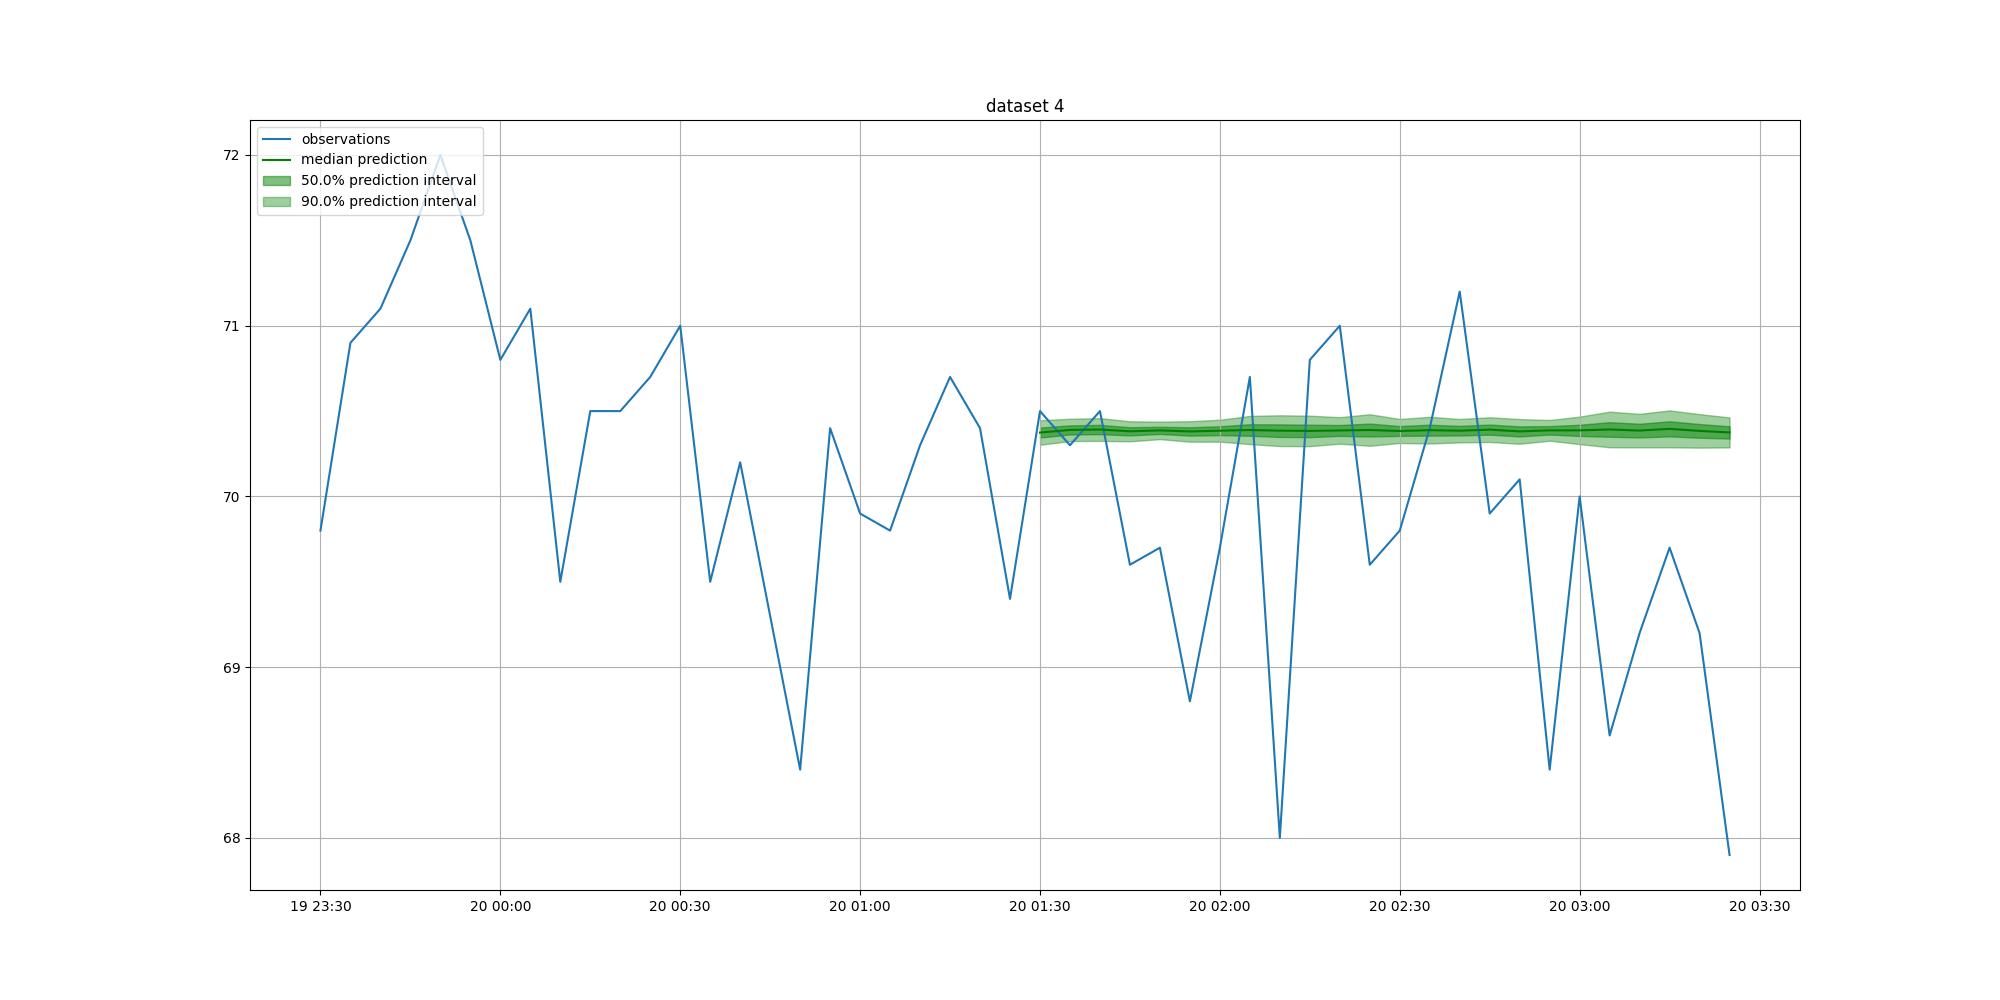 dataset 4
observations
median prediction
50.0% prediction interval
90.0% prediction interval
72
71
70
69
68
19 23:30
20 00:00
20 00:30
20 01:00
20 01:30
20 02:00
20 02:30
20 03:00
20 03:30